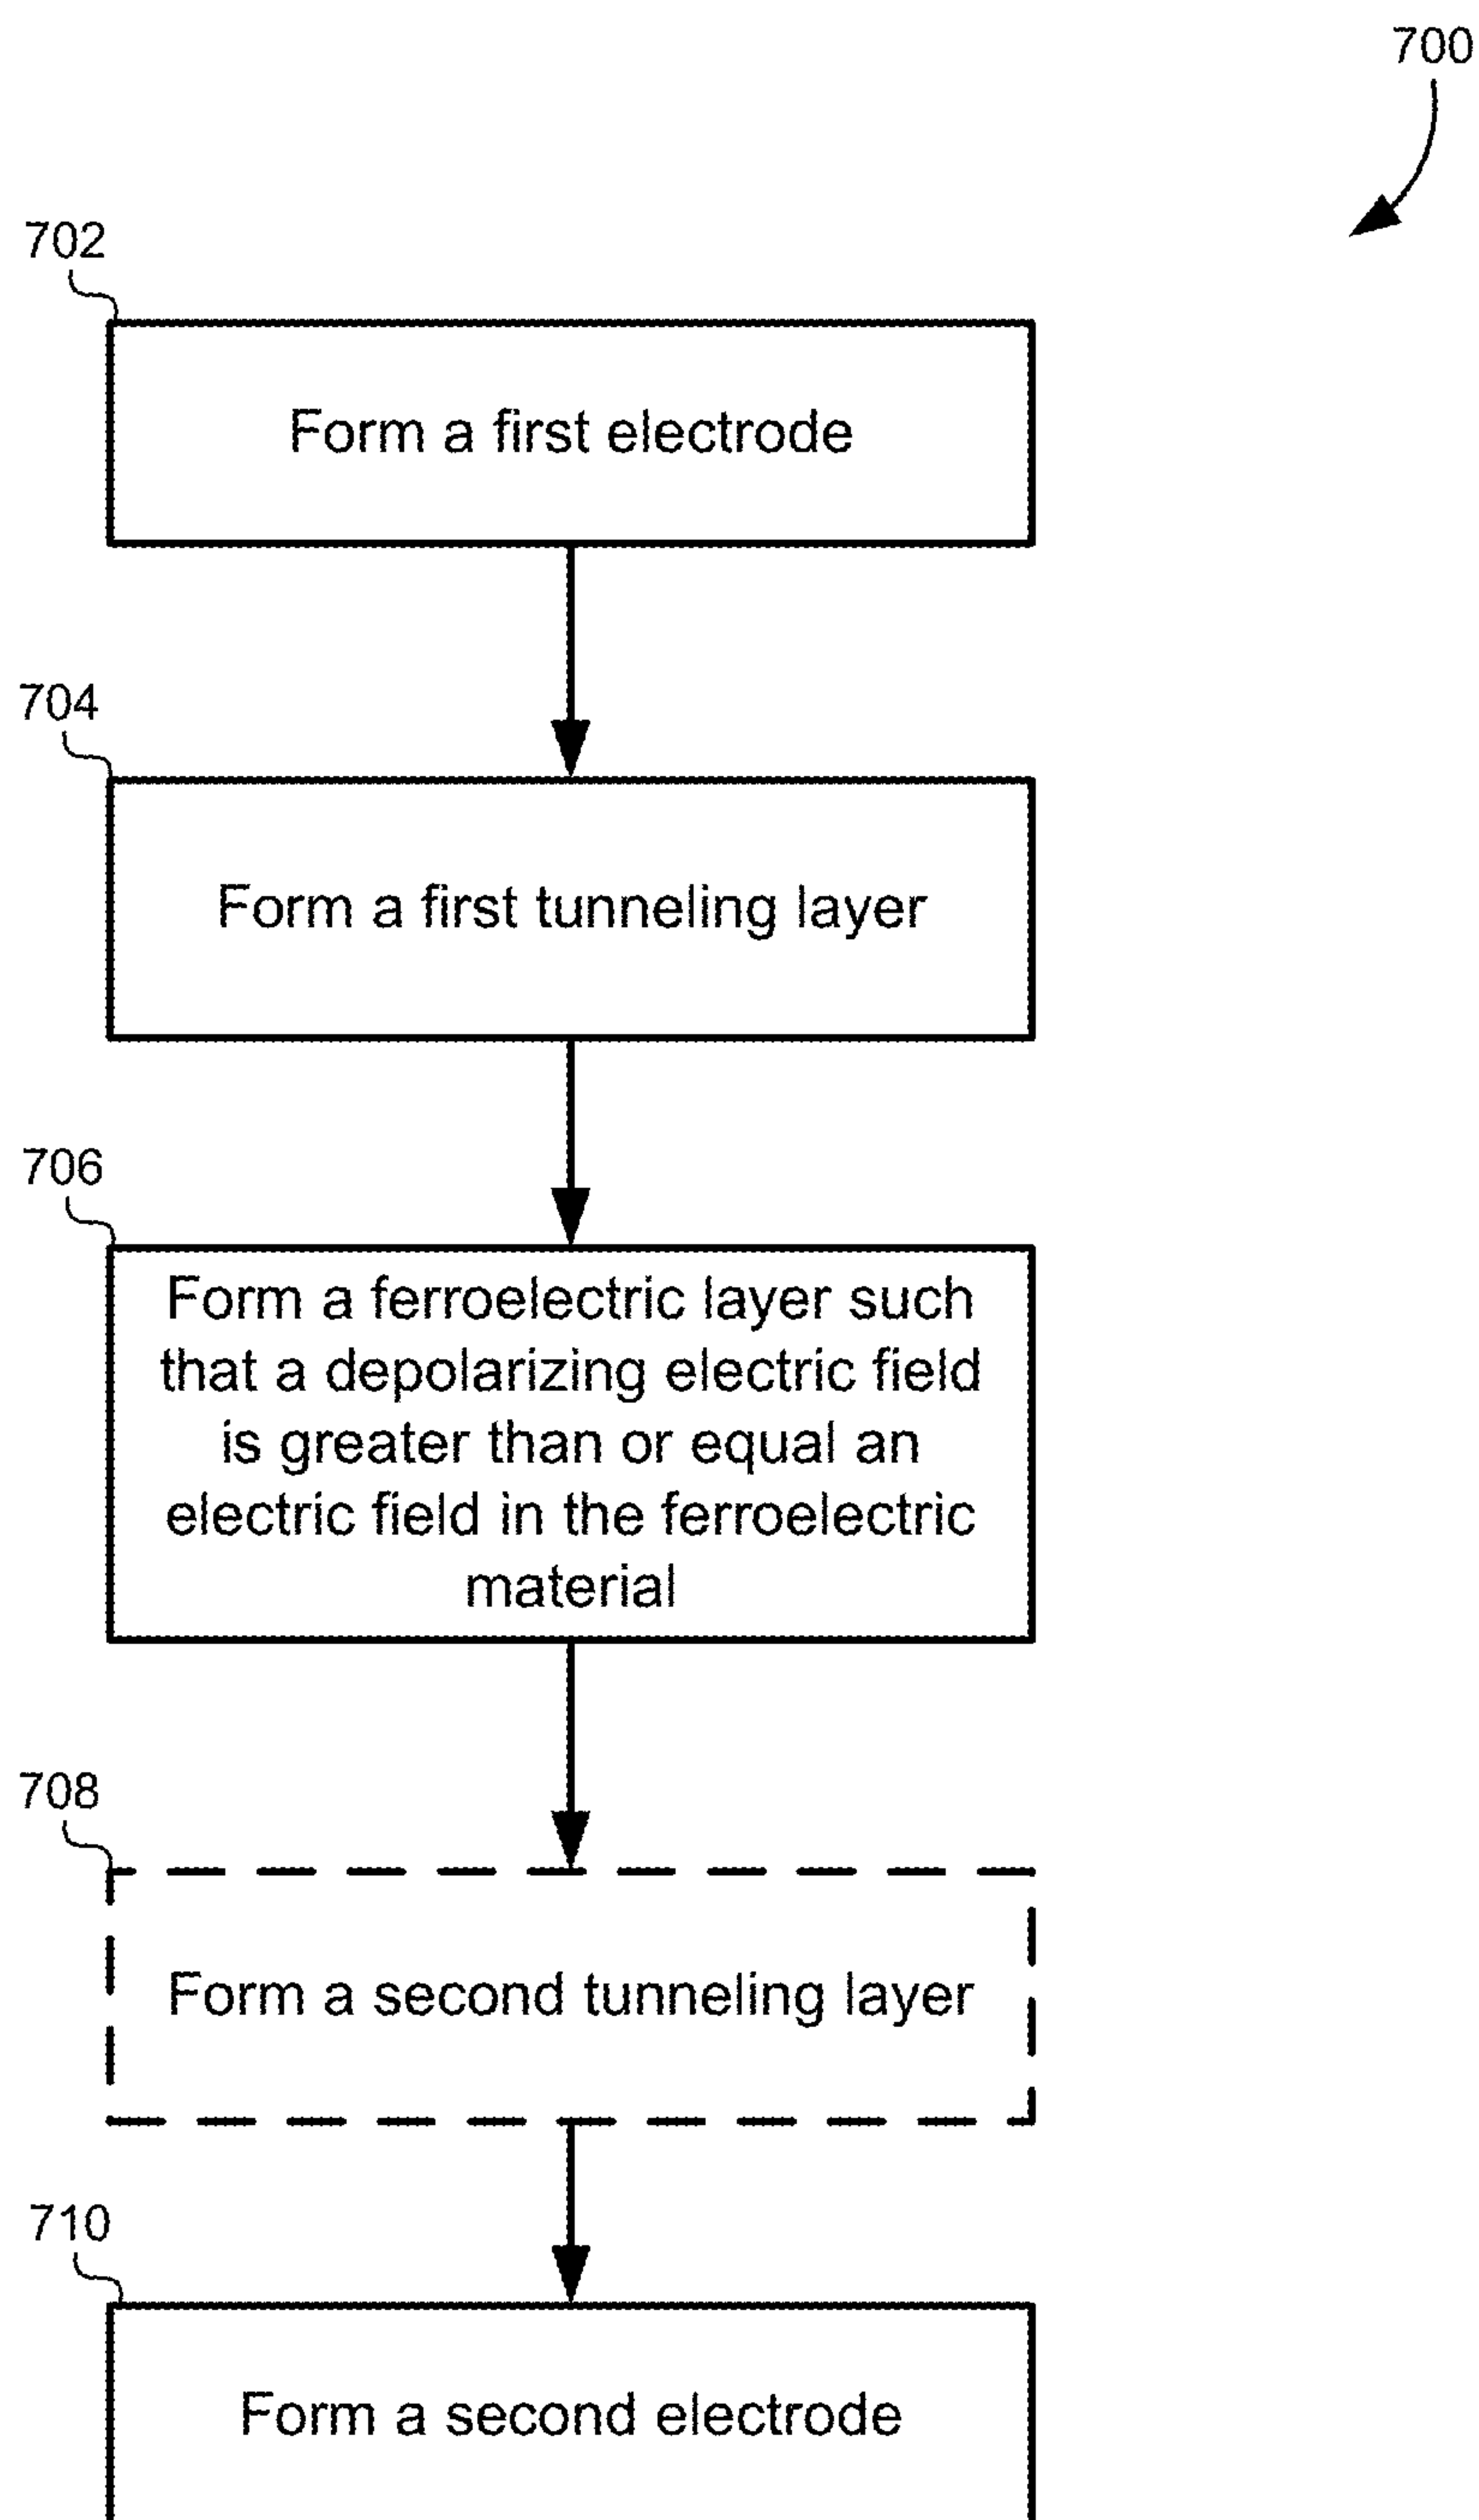 700
702
Form a first electrode
704
Form a first tunneling layer
706
Form a ferroelectric layer such
that a depolarizing electric field
is greater than or equal an
electric field in the ferroelectric
material
708
Form a second tunneling layer
710
Form a second electrode